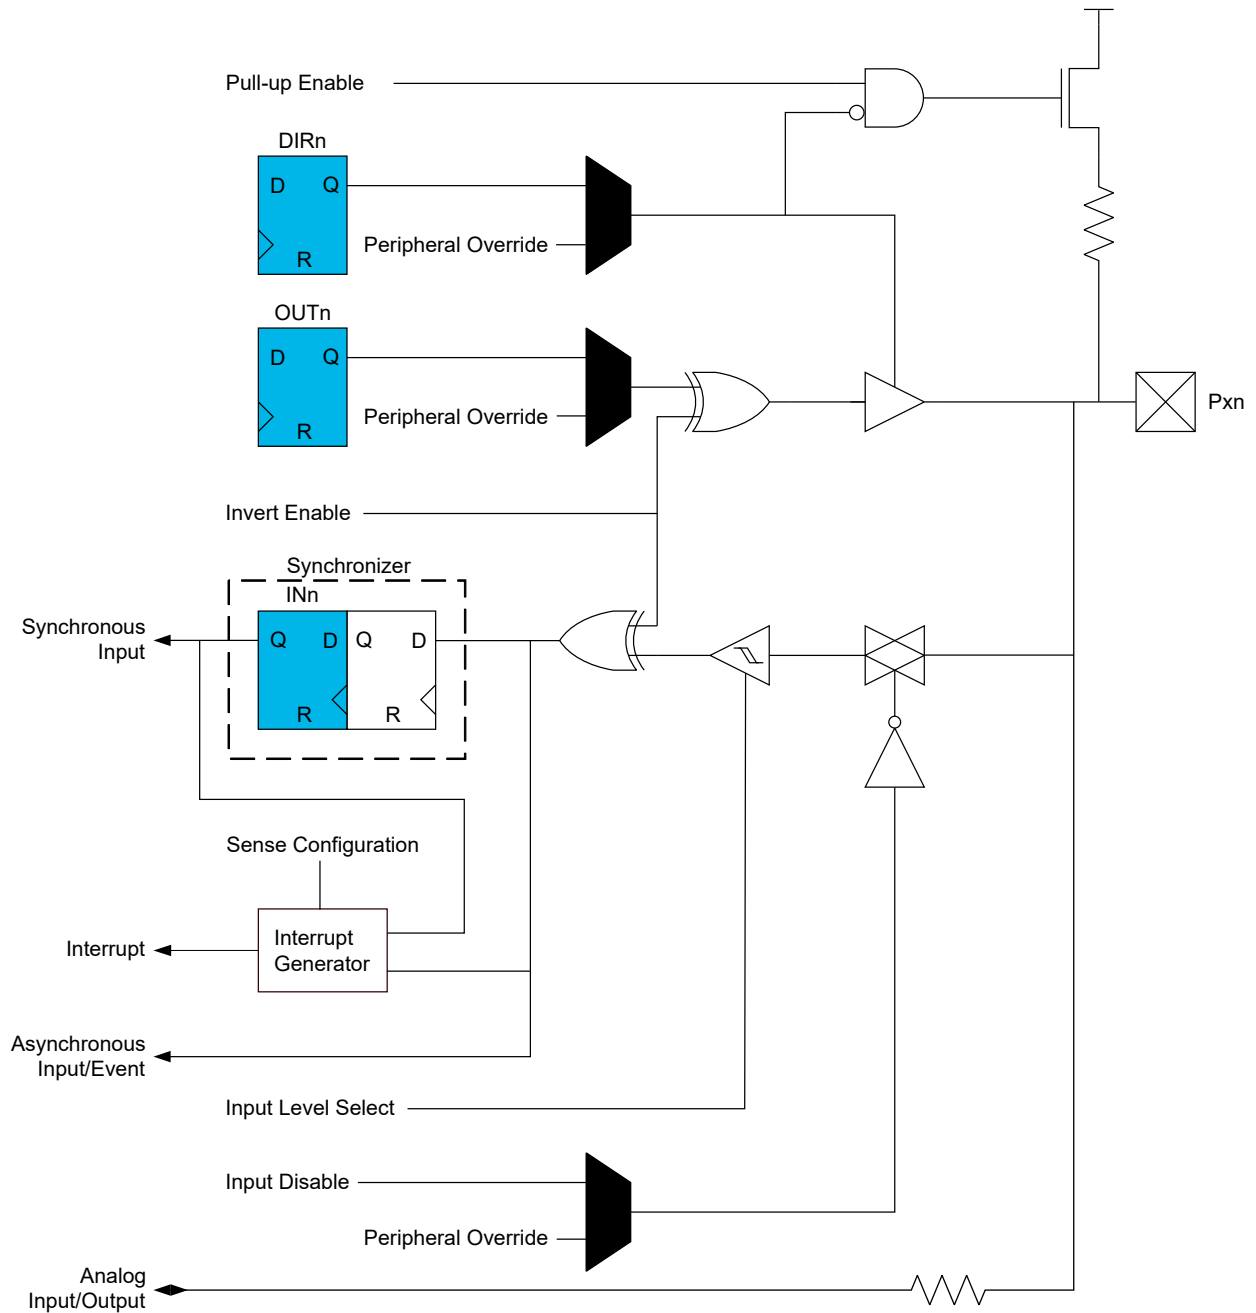 Pull-up Enable
DIRn
D Q
Peripheral Override
R
OUTn
D Q
Pxn
Peripheral Override
R
Invert Enable
Synchronizer
INn
Synchronous
Input
Q D Q D
R R
Sense Configuration
Interrupt
Interrupt
Generator
Asynchronous
Input/Event
Input Level Select
Input Disable
Peripheral Override
Analog
Input/Output